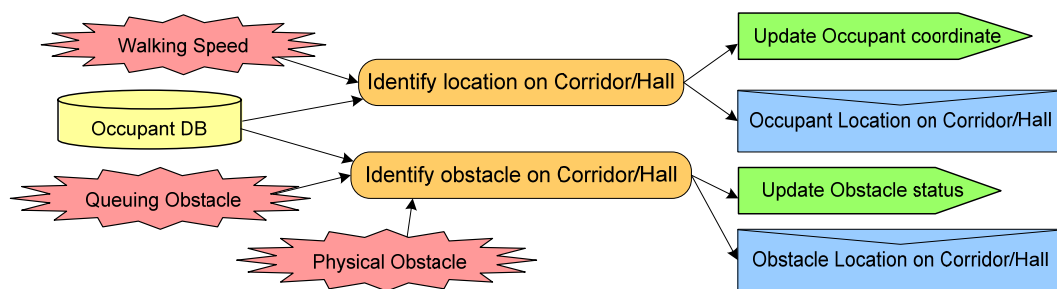 Walking Speed
Update Occupant coordinate
Identify location on Corridor/Hall
Occupant DB
Occupant Location on Corridor/Hall
Identify obstacle on Corridor/Hall
Queuing Obstacle
Update Obstacle status
Physical Obstacle
Obstacle Location on Corridor/Hall